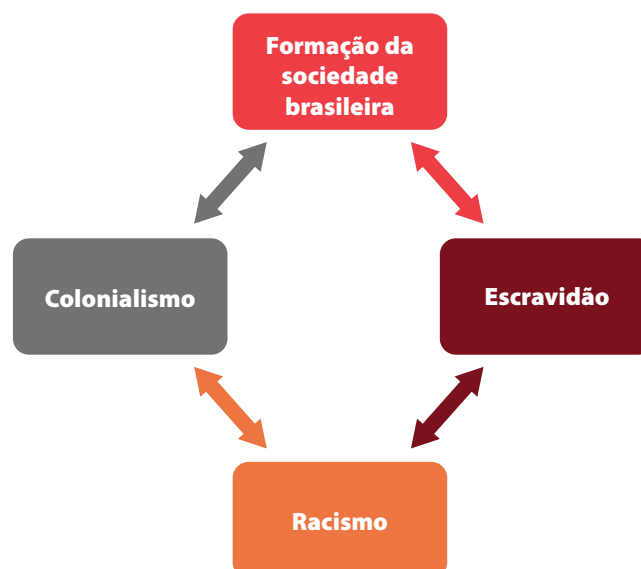 Formação da
sociedade
brasileira
Colonialismo
Escravidão
Racismo